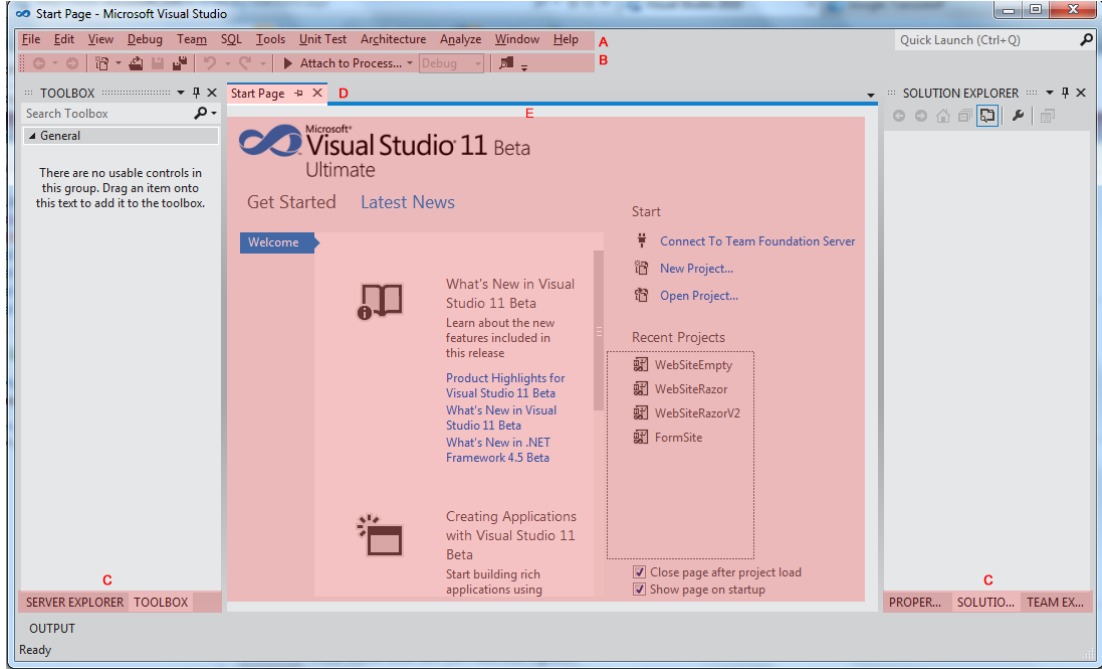 Start Page - Microsoft Visual Studio
File Edit View Debug Team SQL Tools Unit Test Architecture Analyze Window Help A
Quick Launch (Ctrl+Q)
Attach to Process... Debug B
TOOLBOX
Search Toolbox
General
There are no usable controls in
this group. Drag an item onto
this text to add it to the toolbox.
C
SERVER EXPLORER TOOLBOX
Start Page D
E
Microsoft
Visual Studio 11 Beta
Ultimate
Get Started Latest News
Welcome
What's New in Visual
Studio 11 Beta
Learn about the new
features included in
this release
Product Highlights for
Visual Studio 11 Beta
What's New in Visual
Studio 11 Beta
What's New in .NET
Framework 4.5 Beta
Creating Applications
with Visual Studio 11
Beta
Start building rich
applications using
Start
Connect To Team Foundation Server
New Project...
Open Project...
Recent Projects
WebSiteEmpty
WebSiteRazor
WebSiteRazorV2
FormSite
Close page after project load
Show page on startup
SOLUTION EXPLORER
C
PROPER... SOLUTIO... TEAM EX...
OUTPUT
Ready